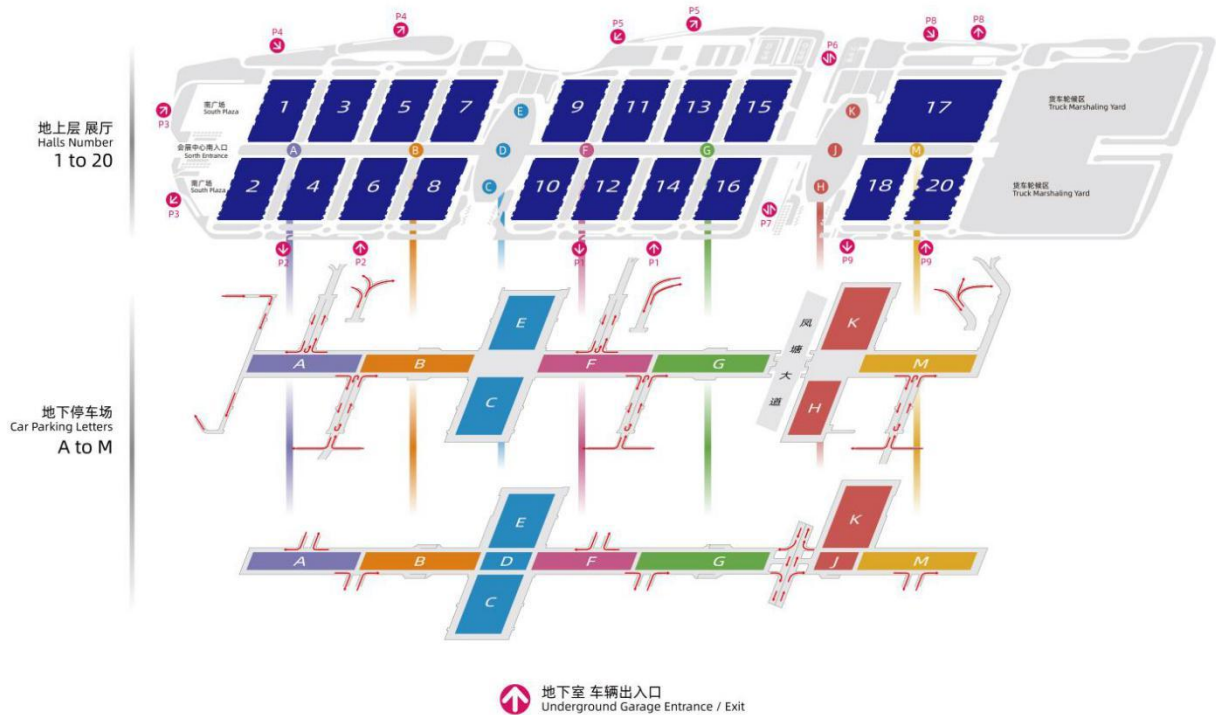 P4
P4
P5
P5
P8
P8
P6
P3
地上层 展厅
Halls Number
1 to 20
南广场
South Plaza
1
3
5
7
E
9
11
13
15
K
17
货车轮候区
Truck Marshaling Yard
会展中心南入口
Sorth Entrance
A
B
D
F
G
J
M
南广场
South Plaza
2
4
6
8
C
10
12
14
16
H
18
20
货车轮候区
Truck Marshaling Yard
P3
P7
P2
P2
P1
P1
P9
P9
E
K
凤塘大道
A
B
F
G
M
C
H
地下停车场
Car Parking Letters
A to M
E
K
A
B
D
F
G
J
M
C
地下室 车辆出入口
Underground Garage Entrance / Exit